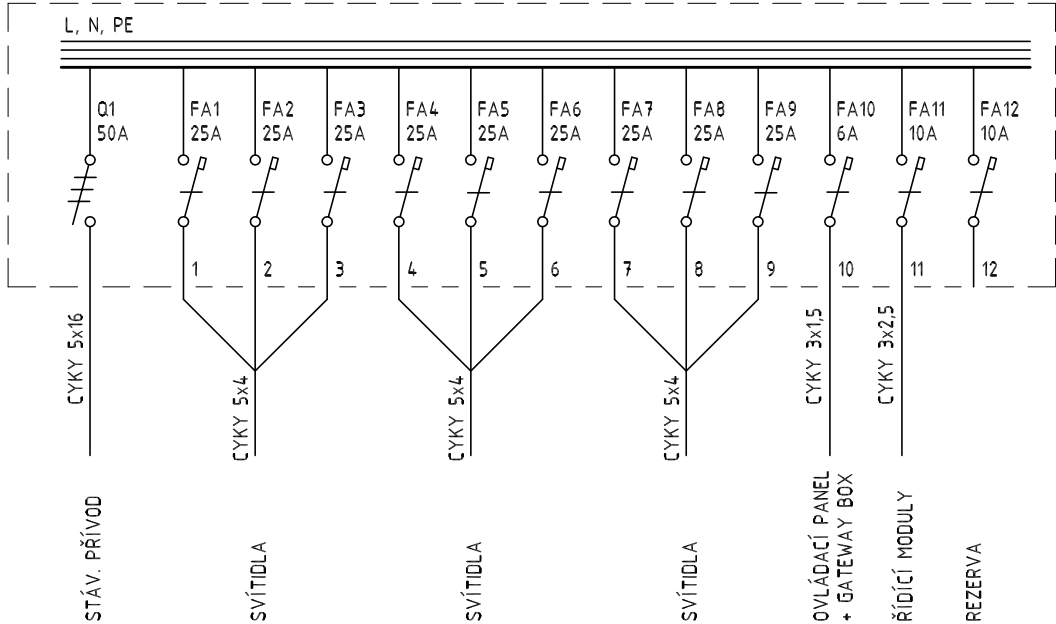 L, N, PE
Q1
50A
FA1
25A
FA2
25A
FA3
25A
FA4
25A
FA5
25A
FA6
25A
FA7
25A
FA8
25A
FA9
25A
FA10
6A
FA11
10A
FA12
10A
1
2
3
4
5
6
7
8
9
10
11
12
CYKY 5x16
CYKY 5x4
CYKY 5x4
CYKY 5x4
CYKY 3x1,5
CYKY 3x2,5
STÁV. PŘÍVOD
SVÍTIDLA
SVÍTIDLA
SVÍTIDLA
OVLÁDACÍ PANEL
+ GATEWAY BOX
ŘÍDÍCÍ MODULY
REZERVA